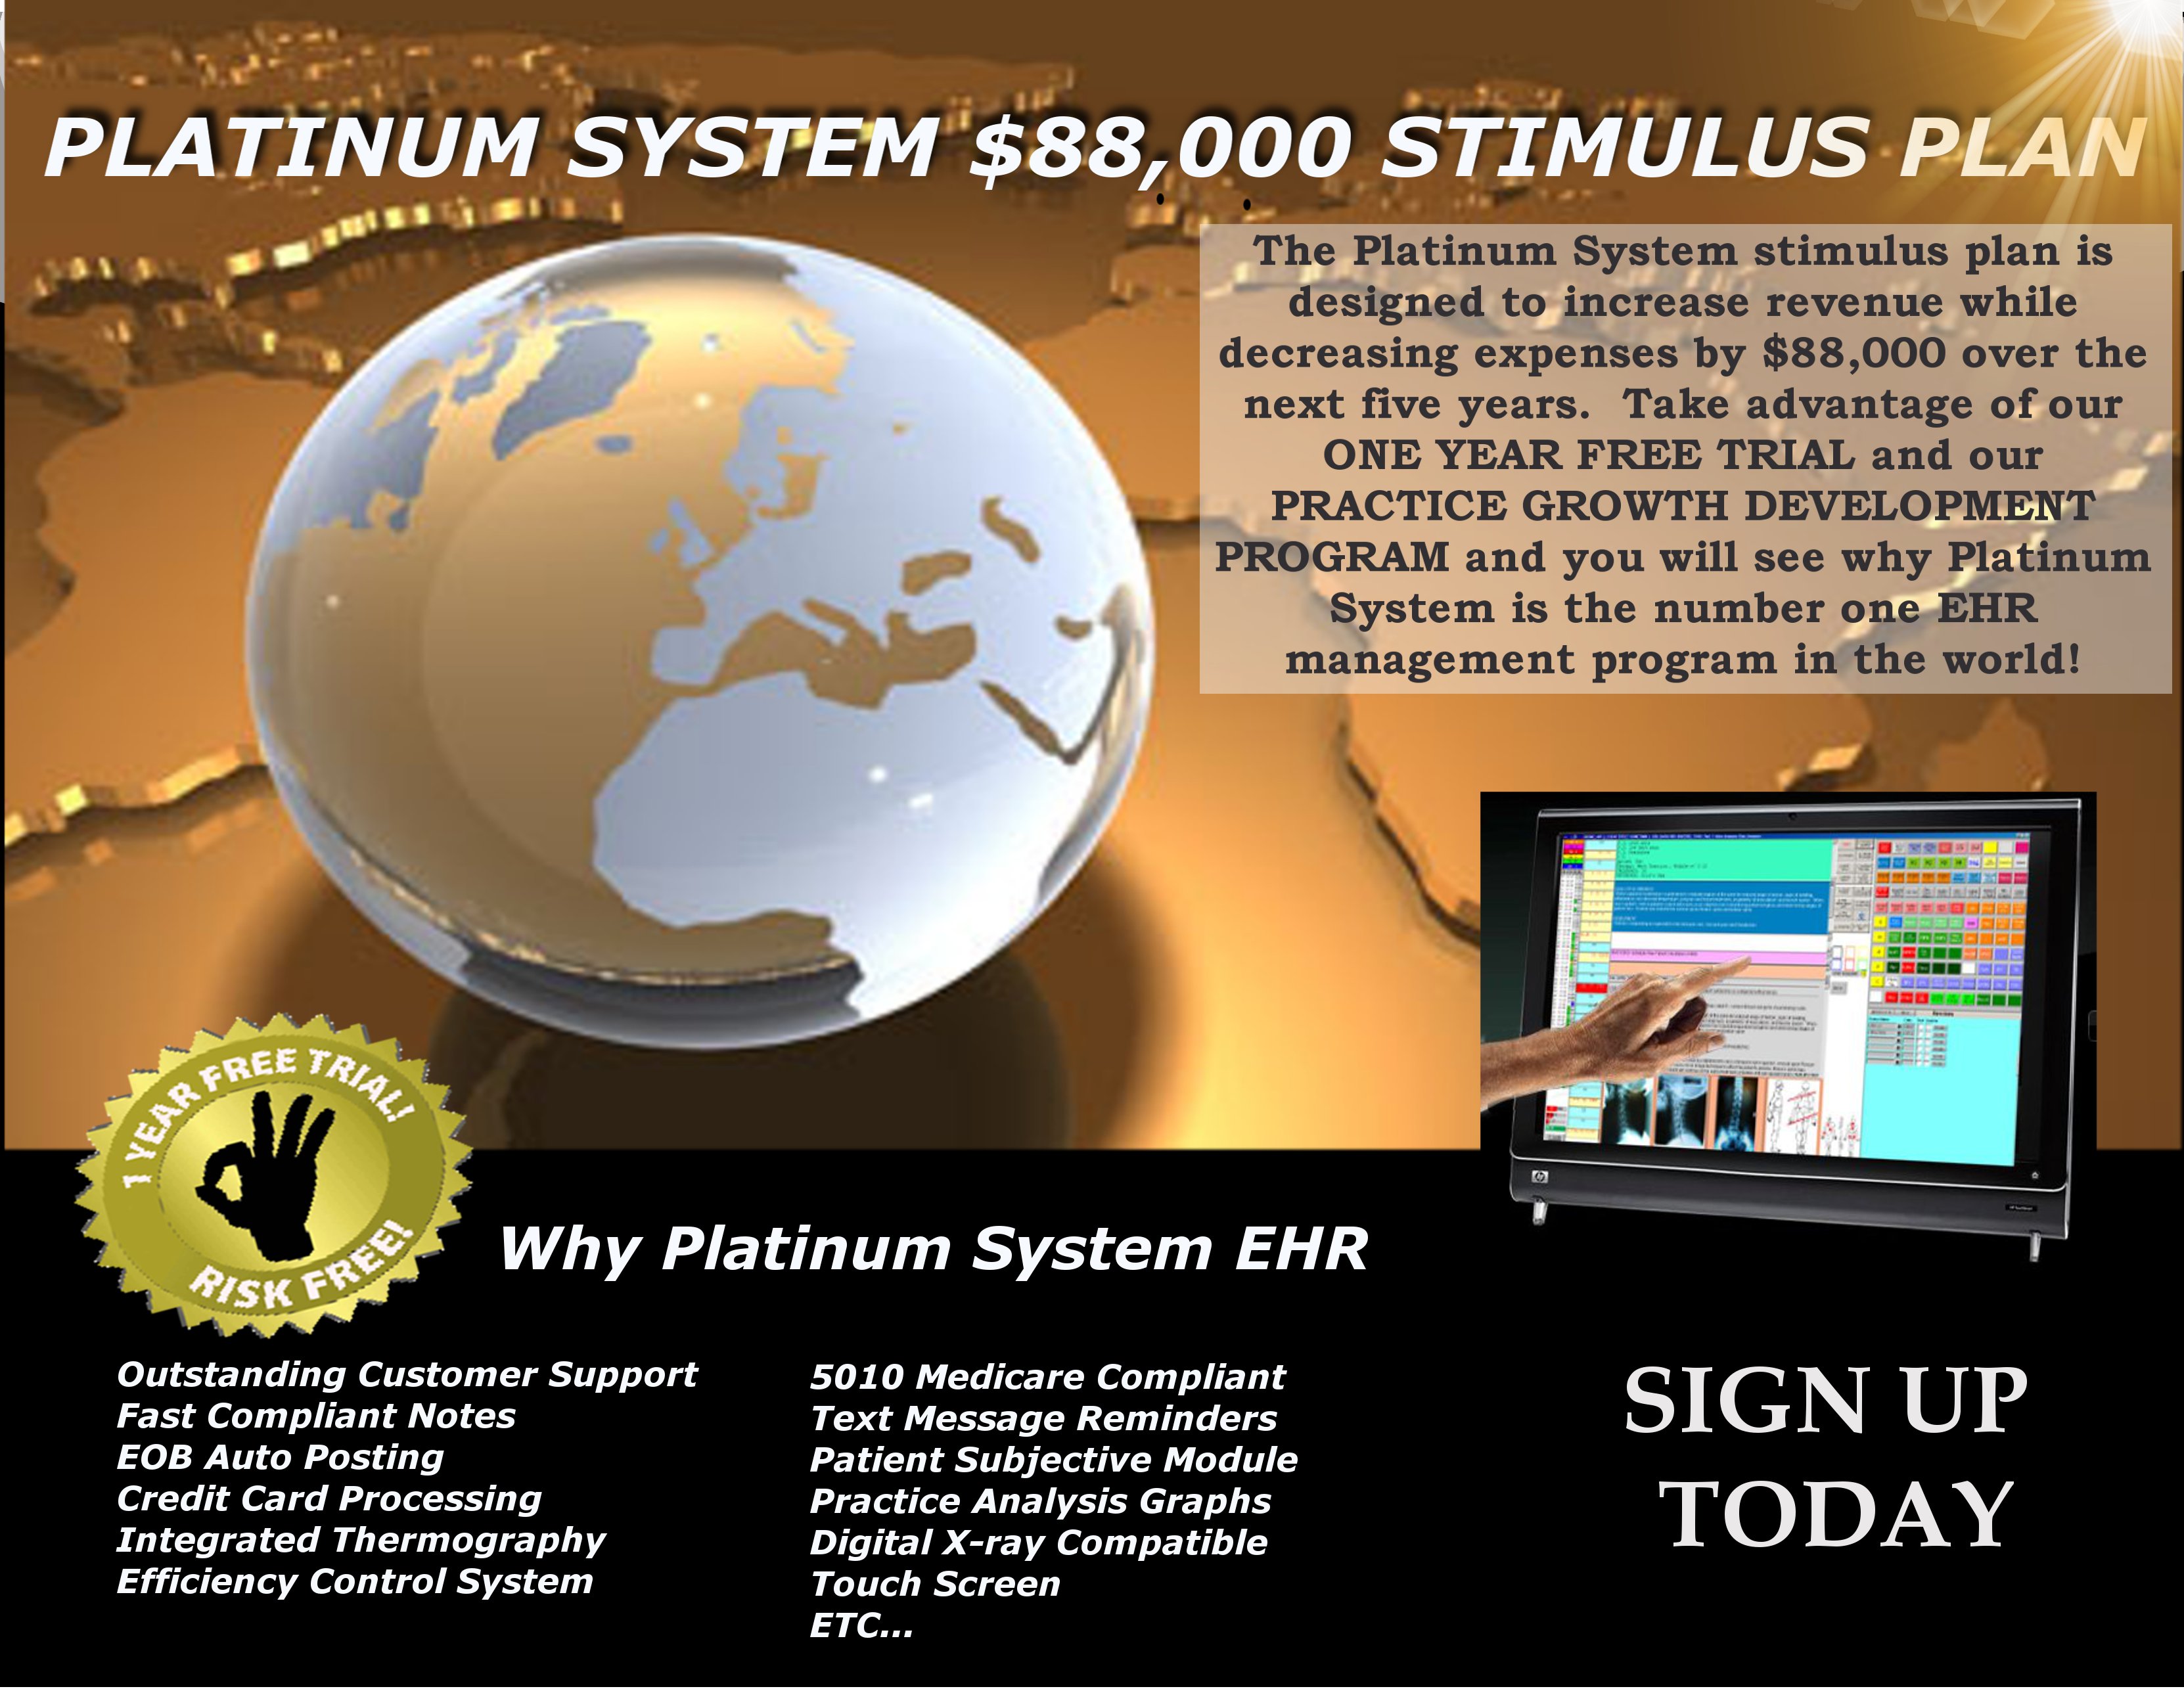 PLATINUM SYSTEM $88,000 STIMULUS PLAN
The Platinum System stimulus plan is
designed to increase revenue while
decreasing expenses by $88,000 over the
next five years. Take advantage of our
ONE YEAR FREE TRIAL and our
PRACTICE GROWTH DEVELOPMENT
PROGRAM and you will see why Platinum
System is the number one EHR
management program in the world!
1 YEAR FREE TRIAL!
RISK FREE!
hp
Why Platinum System EHR
Outstanding Customer Support
Fast Compliant Notes
EOB Auto Posting
Credit Card Processing
Integrated Thermography
Efficiency Control System
5010 Medicare Compliant
Text Message Reminders
Patient Subjective Module
Practice Analysis Graphs
Digital X-ray Compatible
Touch Screen
ETC...
SIGN UP
TODAY